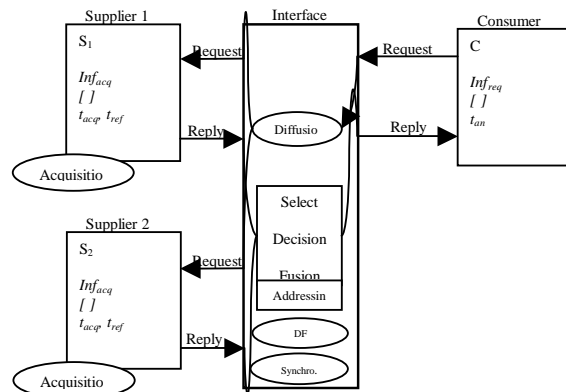 Supplier 1
Interface
Consumer
S1
Request
Request
C
Infacq
[ ]
tacq, tref
Infreq
[ ]
tan
Reply
Diffusio
Reply
Acquisitio
Select
Supplier 2
Decision
S2
Request
Fusion
Infacq
[ ]
tacq, tref
Addressin
Reply
DF
Synchro.
Acquisitio